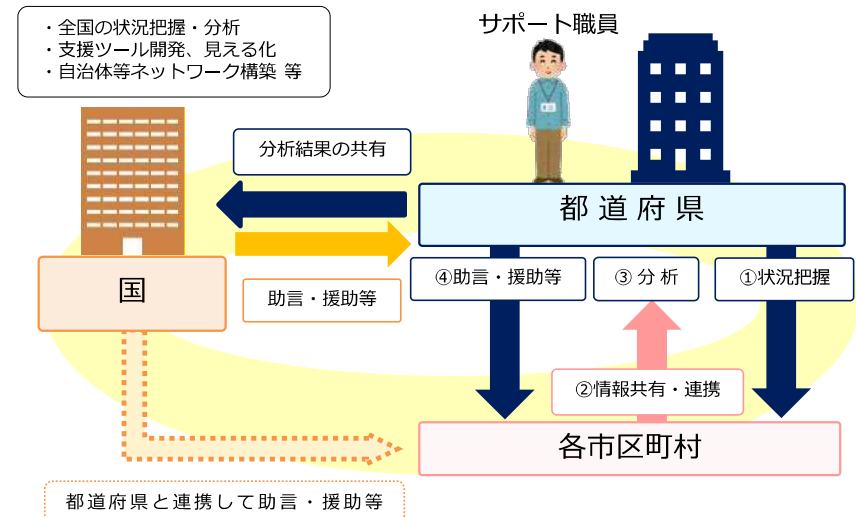 ・全国の状況把握・分析
・支援ツール開発、見える化
・自治体等ネットワーク構築 等
サポート職員
分析結果の共有
都道府県
国
助言・援助等
④助言・援助等
③分析
①状況把握
②情報共有・連携
各市区町村
都道府県と連携して助言・援助等